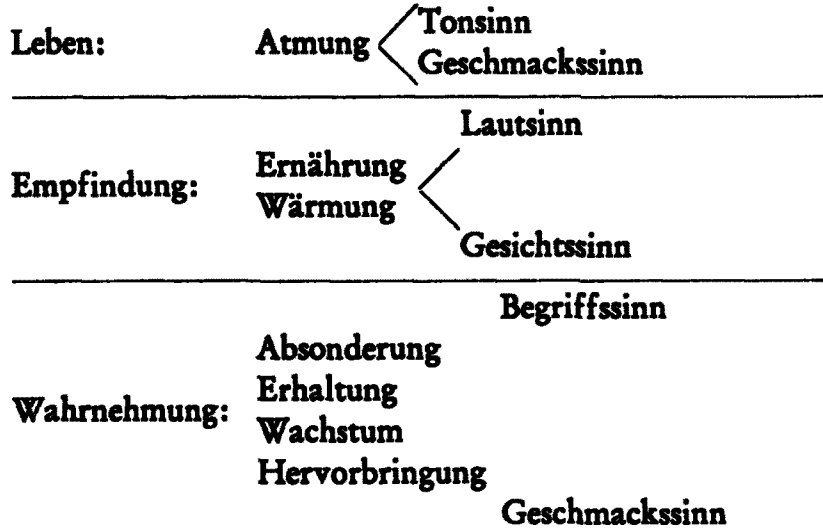 Tonsinn
Leben: Atmung
Geschmackssinn
Lautsinn
Ernährung
Empfindung:
Wärmung
Gesichtssinn
Begriffssinn
Absonderung
Erhaltung
Wahrnehmung:
Wachstum
Hervorbringung
Geschmackssinn